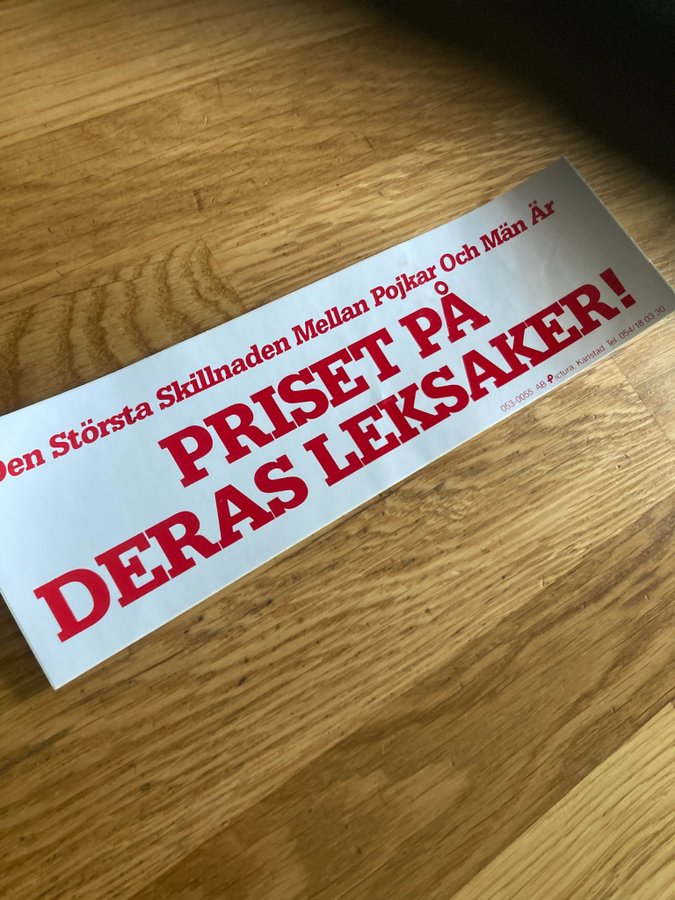 Den Största Skillnaden Mellan Pojkar Och Män Är
PRISET PÅ
DERAS LEKSAKER!
053-0055 AB Pictura, Karlstad. Tel. 054/18 03 30